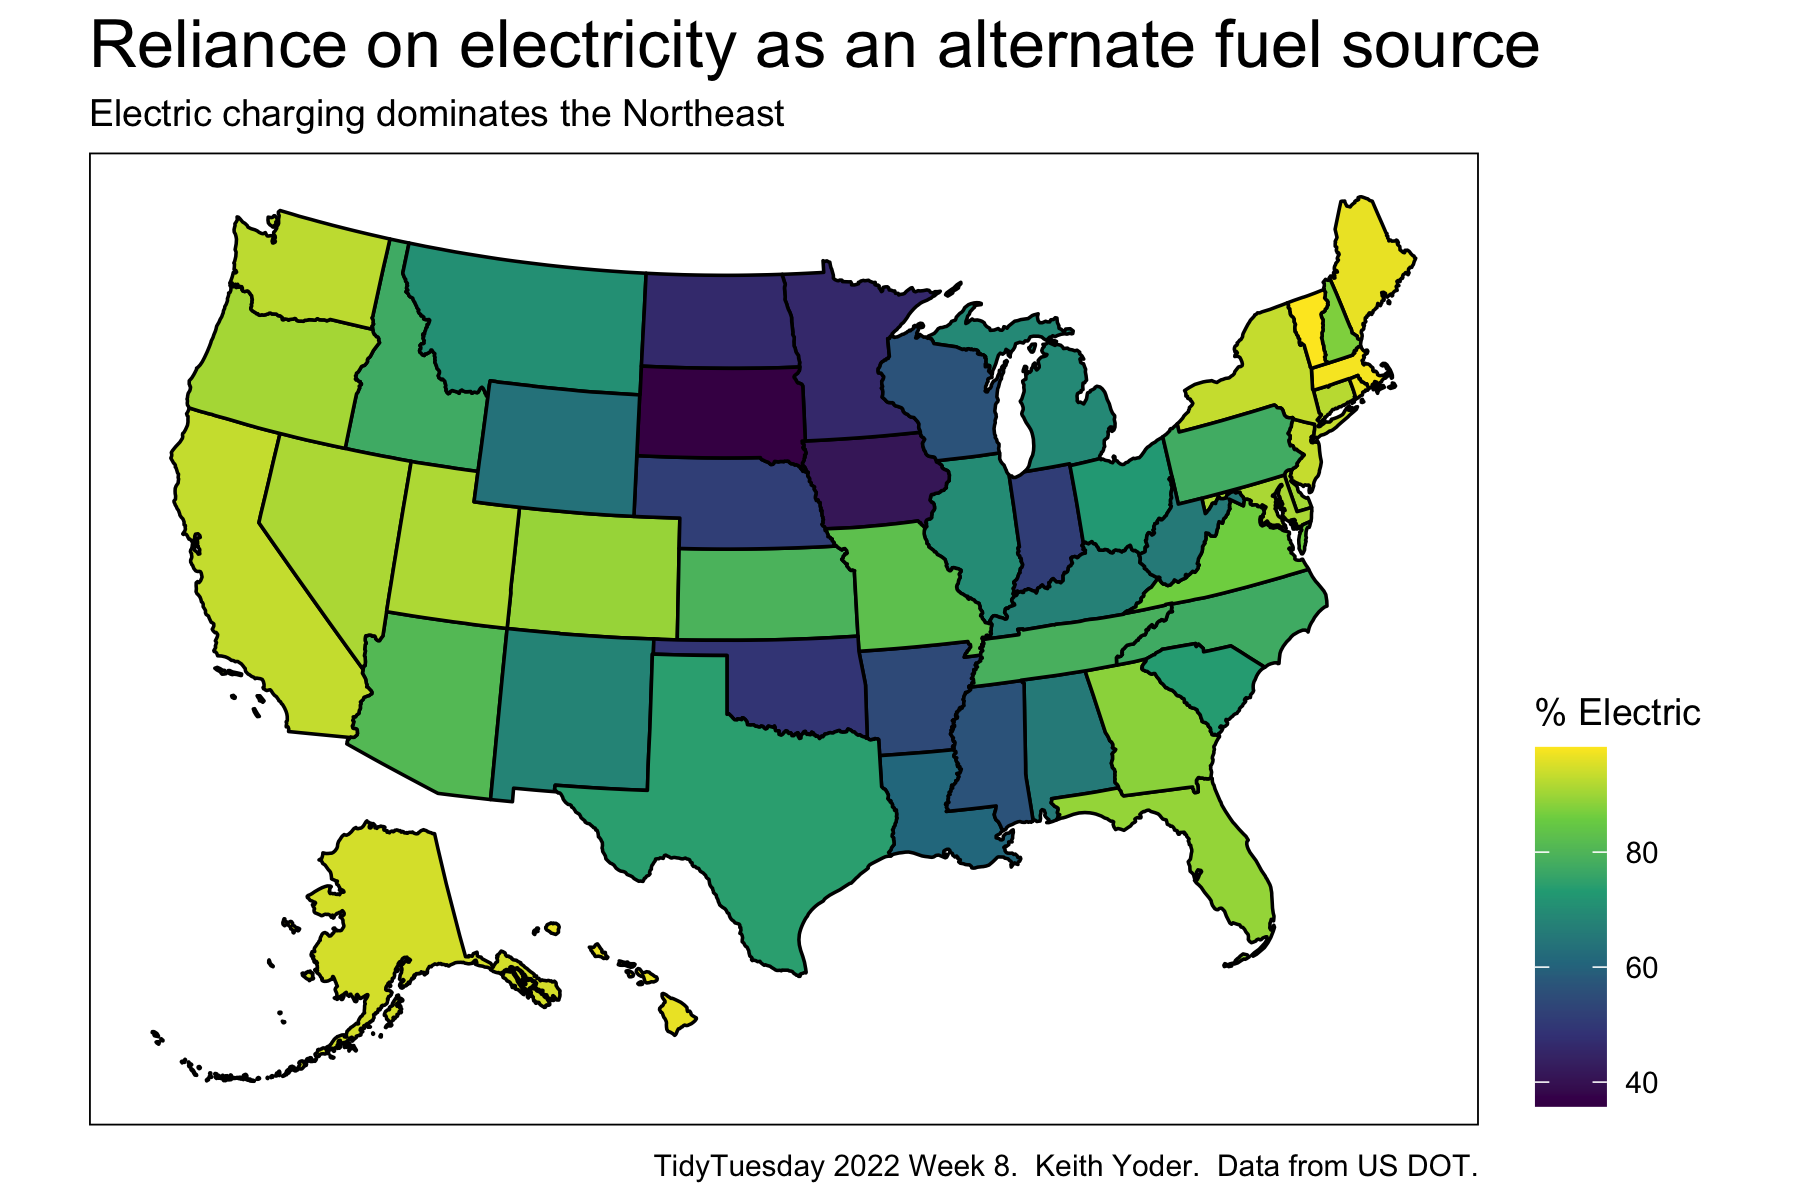 Reliance on electricity as an alternate fuel source
Electric charging dominates the Northeast
% Electric
80
60
40
TidyTuesday 2022 Week 8.  Keith Yoder.  Data from US DOT.